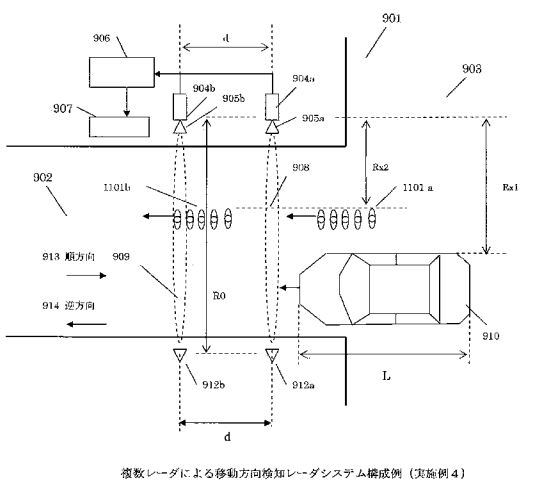 d
906
901
904a
903
904b
905b
907
905a
902
1101b
908
Rx2
1101a
Rx1
913 順方向
909
R0
914 逆方向
910
912b
912a
L
d
複数レーダによる移動方向検知レーダシステム構成例(実施例4)